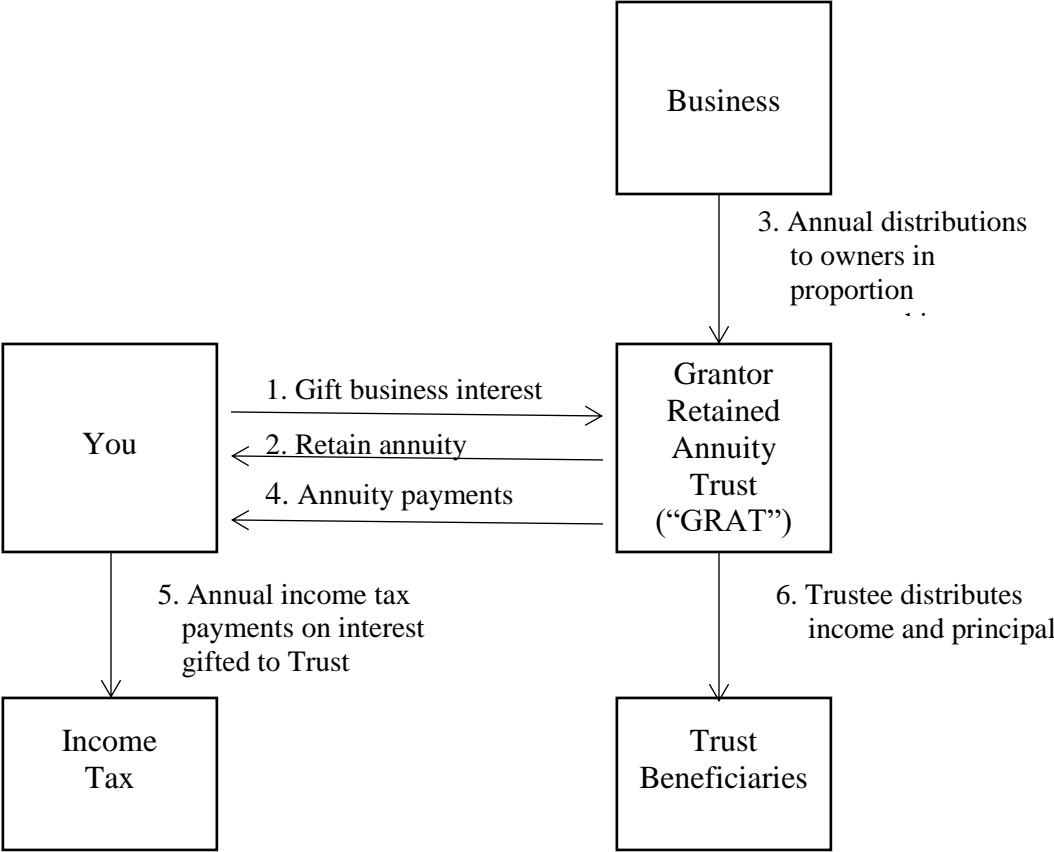 Business
3. Annual distributions
to owners in
proportion
You
1. Gift business interest
2. Retain annuity
4. Annuity payments
Grantor
Retained
Annuity
Trust
(“GRAT”)
5. Annual income tax
payments on interest
gifted to Trust
6. Trustee distributes
income and principal
Income
Tax
Trust
Beneficiaries